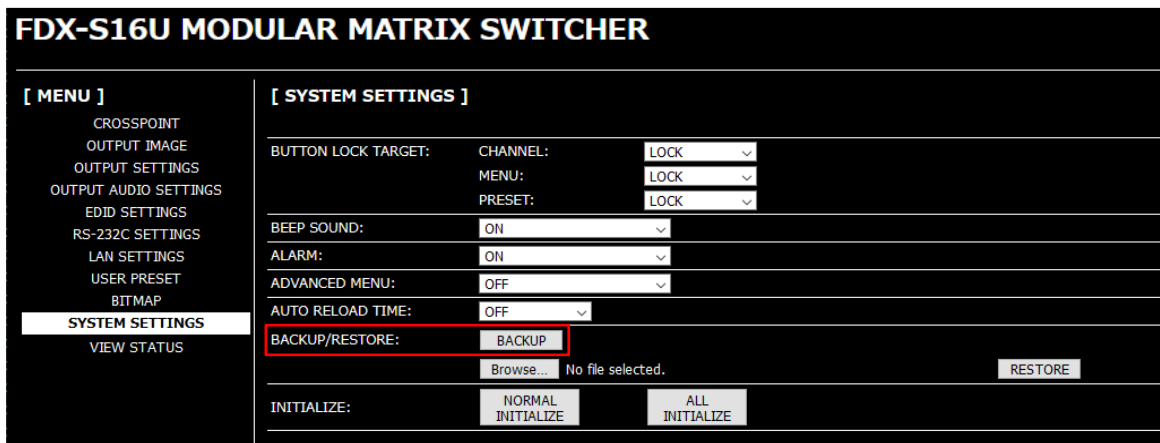 FDX-S16U MODULAR MATRIX SWITCHER
[ MENU ]
CROSSPOINT
OUTPUT IMAGE
OUTPUT SETTINGS
OUTPUT AUDIO SETTINGS
EDID SETTINGS
RS-232C SETTINGS
LAN SETTINGS
USER PRESET
BITMAP
SYSTEM SETTINGS
VIEW STATUS
[ SYSTEM SETTINGS ]
BUTTON LOCK TARGET: CHANNEL: LOCK
MENU: LOCK
PRESET: LOCK
BEEP SOUND: ON
ALARM: ON
ADVANCED MENU: OFF
AUTO RELOAD TIME: OFF
BACKUP/RESTORE: BACKUP
Browse... No file selected. RESTORE
INITIALIZE: NORMAL INITIALIZE ALL INITIALIZE